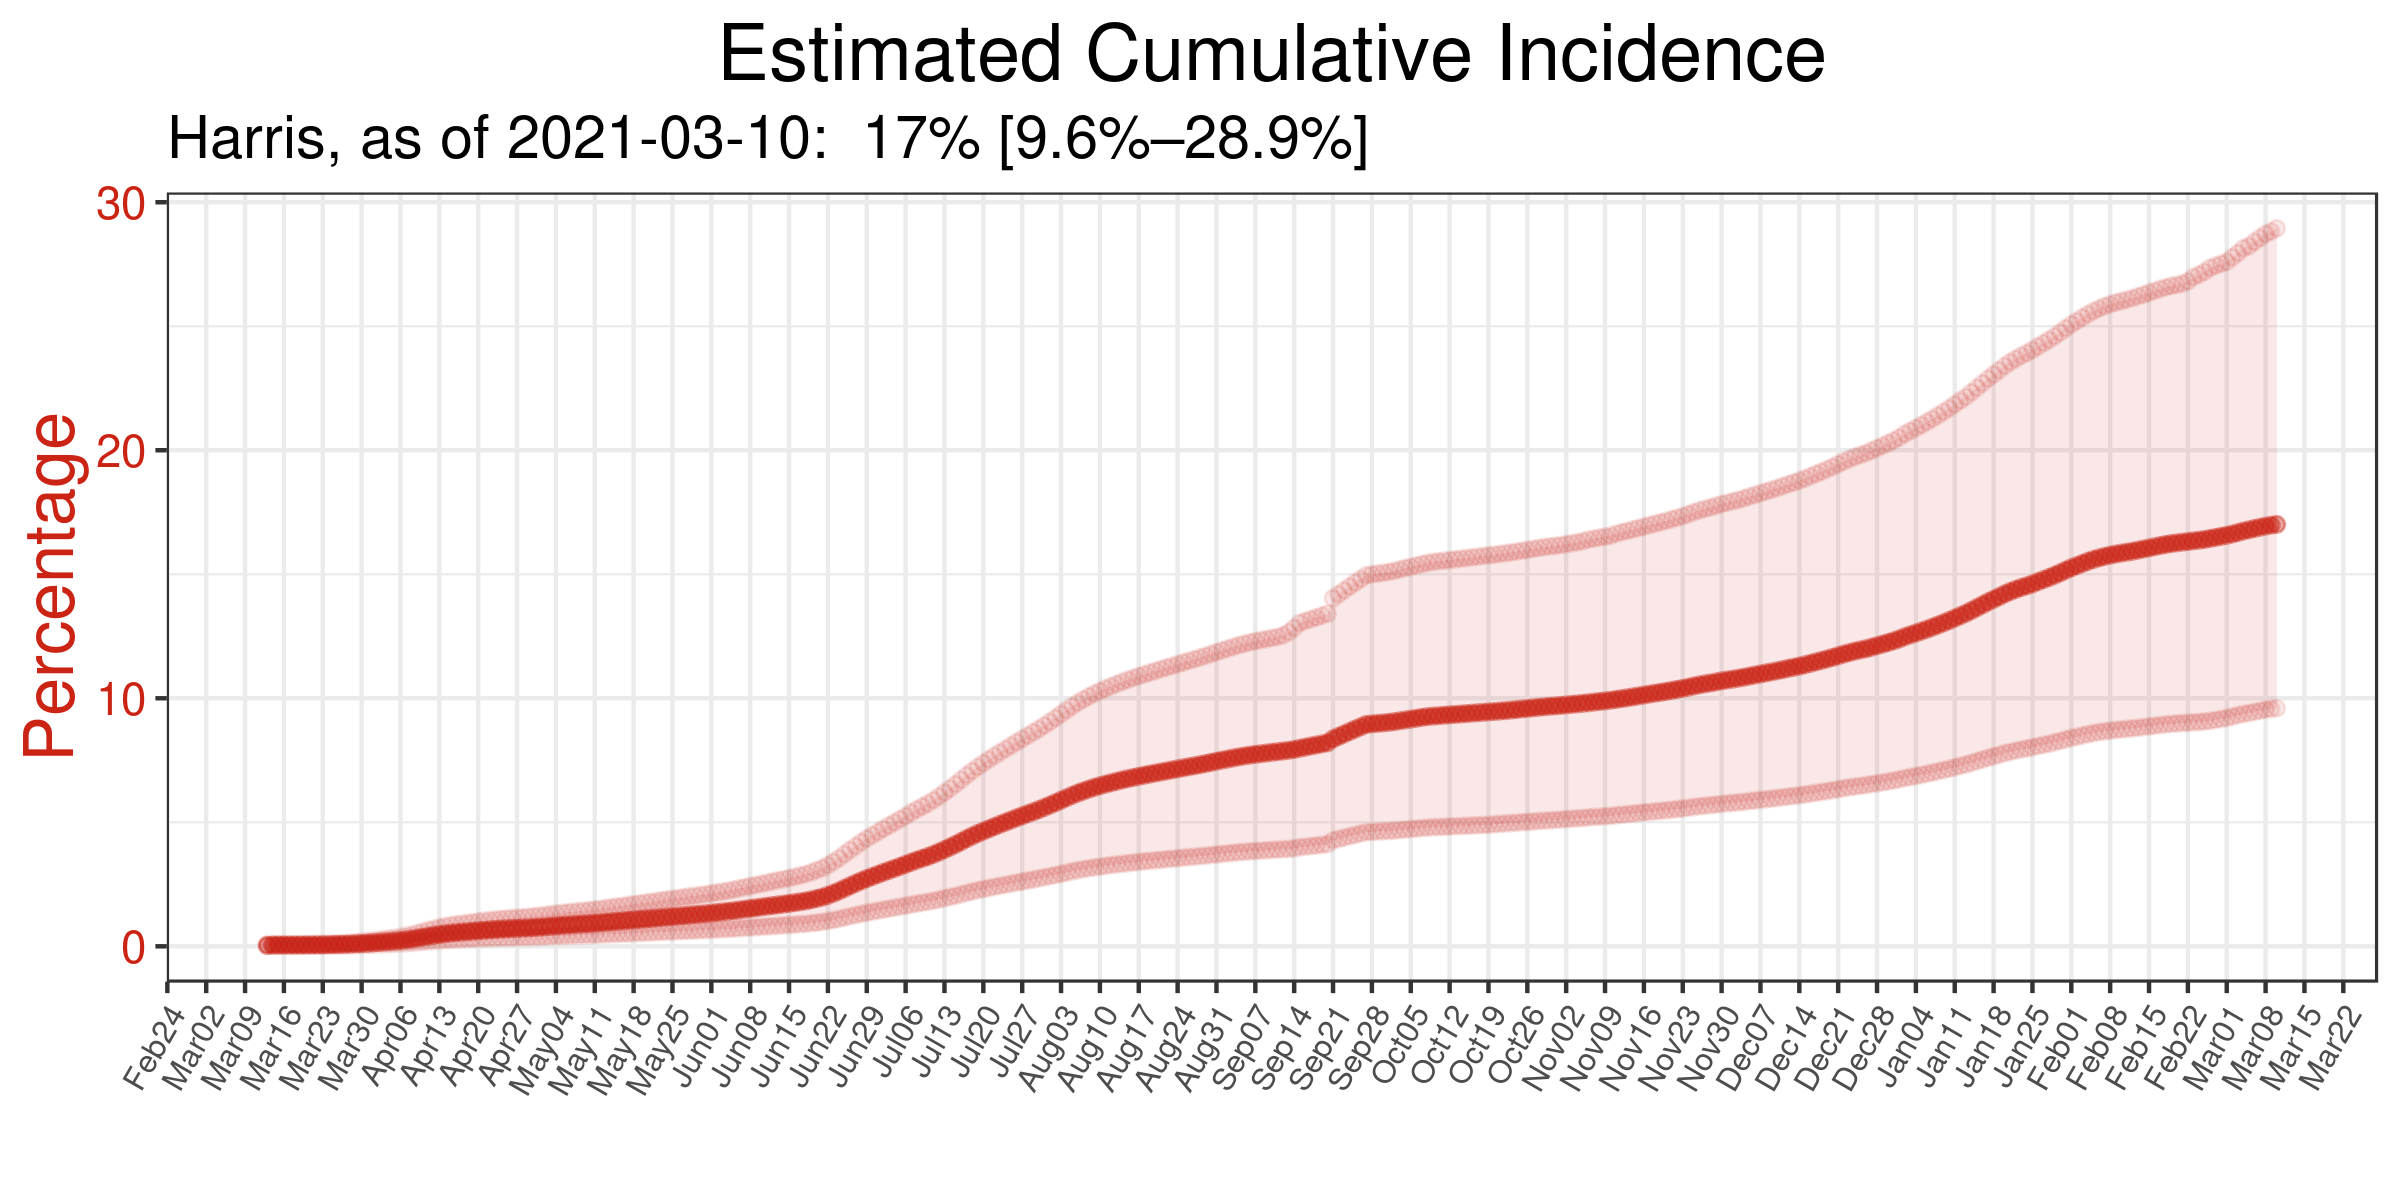 Estimated Cumulative Incidence
Harris, as of 2021-03-10:  17% [9.6%–28.9%]
Percentage
30
20
10
0
Feb24
Mar02
Mar09
Mar16
Mar23
Mar30
Apr06
Apr13
Apr20
Apr27
May04
May11
May18
May25
Jun01
Jun08
Jun15
Jun22
Jun29
Jul06
Jul13
Jul20
Jul27
Aug03
Aug10
Aug17
Aug24
Aug31
Sep07
Sep14
Sep21
Sep28
Oct05
Oct12
Oct19
Oct26
Nov02
Nov09
Nov16
Nov23
Nov30
Dec07
Dec14
Dec21
Dec28
Jan04
Jan11
Jan18
Jan25
Feb01
Feb08
Feb15
Feb22
Mar01
Mar08
Mar15
Mar22